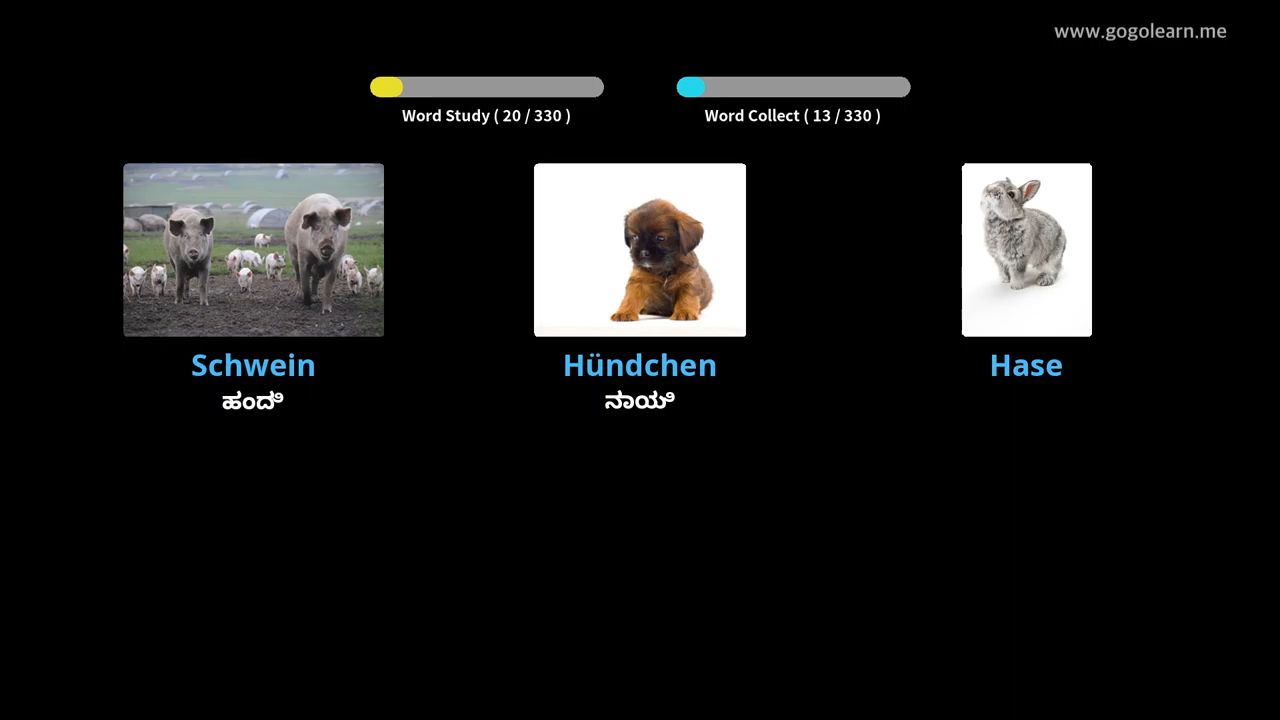 www.gogolearn.me
Word Study ( 20 / 330 )
Word Collect ( 13 / 330 )
Schwein
Hündchen
Hase
ಹಂದಿ
ನಾಯಿ